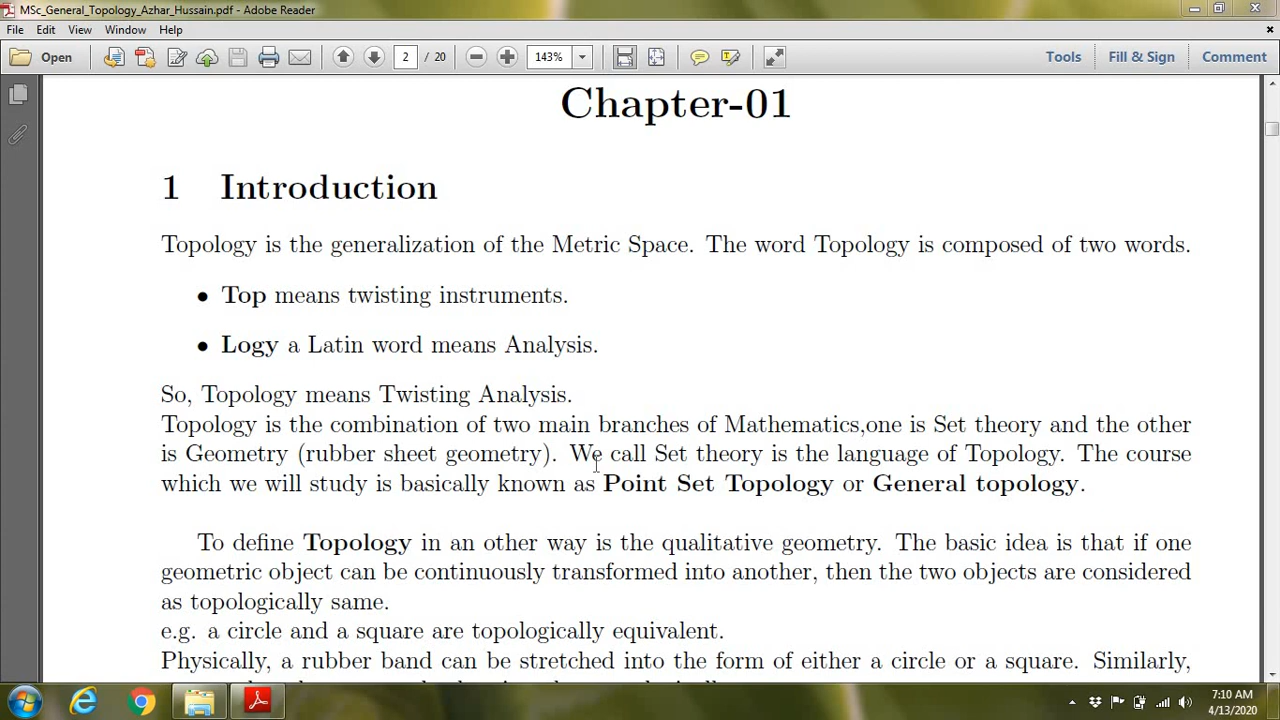 MSc_General_Topology_Azhar_Hussain.pdf - Adobe Reader
File Edit View Window Help
Open 2 / 20 143% Tools Fill & Sign Comment
Chapter-01
1 Introduction
Topology is the generalization of the Metric Space. The word Topology is composed of two words.
• Top means twisting instruments.
• Logy a Latin word means Analysis.
So, Topology means Twisting Analysis.
Topology is the combination of two main branches of Mathematics,one is Set theory and the other
is Geometry (rubber sheet geometry). We call Set theory is the language of Topology. The course
which we will study is basically known as Point Set Topology or General topology.
To define Topology in an other way is the qualitative geometry. The basic idea is that if one
geometric object can be continuously transformed into another, then the two objects are considered
as topologically same.
e.g. a circle and a square are topologically equivalent.
Physically, a rubber band can be stretched into the form of either a circle or a square. Similarly,
7:10 AM
4/13/2020